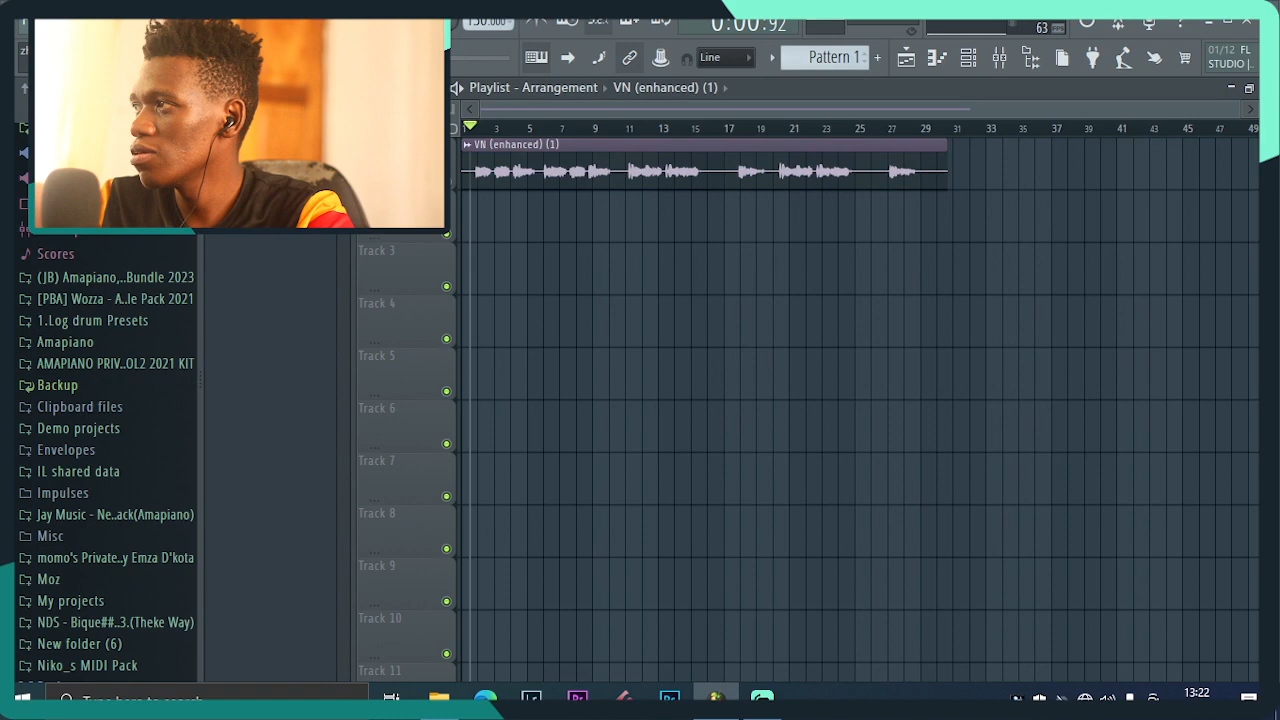 130.000
0:00:92
63
Line
Pattern 1
01/12 FL
STUDIO |..
Playlist - Arrangement › VN (enhanced) (1) ›
3 5 7 9 11 13 15 17 19 21 23 25 27 29 31 33 35 37 39 41 43 45 47 49
VN (enhanced) (1)
Track 3
Scores
(JB) Amapiano,..Bundle 2023
[PBA] Wozza - A..le Pack 2021
Track 4
1.Log drum Presets
Amapiano
Track 5
AMAPIANO PRIV..OL2 2021 KIT
Backup
Clipboard files
Track 6
Demo projects
Envelopes
Track 7
IL shared data
Impulses
Jay Music - Ne..ack(Amapiano)
Track 8
Misc
momo's Private..y Emza D'kota
Track 9
Moz
My projects
Track 10
NDS - Bique##..3.(Theke Way)
New folder (6)
Niko_s MIDI Pack
Track 11
Type here to search
13:22